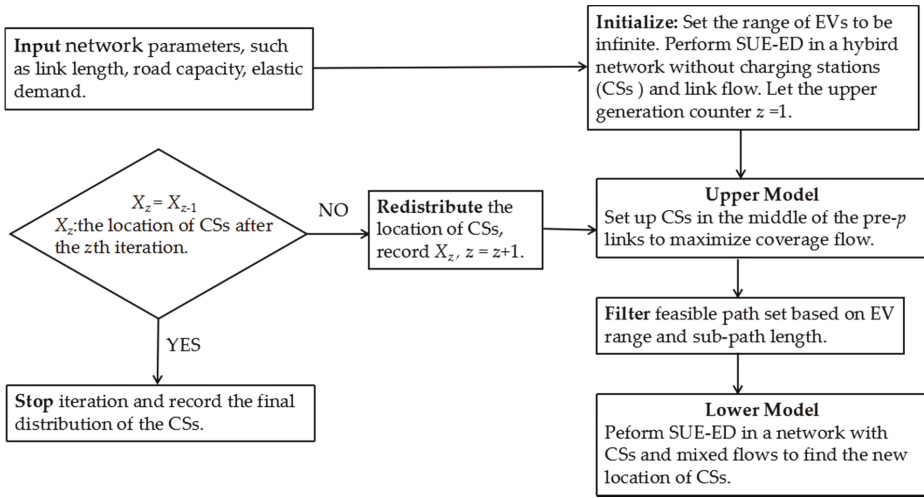 Input network parameters, such
as link length, road capacity, elastic
demand.
Initialize: Set the range of EVs to be
infinite. Perform SUE-ED in a hybird
network without charging stations
(CSs ) and link flow. Let the upper
generation counter z =1.
Upper Model
Set up CSs in the middle of the pre-p
links to maximize coverage flow.
Filter feasible path set based on EV
range and sub-path length.
Lower Model
Peform SUE-ED in a network with
CSs and mixed flows to find the new
location of CSs.
X_z = X_{z-1}
X_z:the location of CSs after
the zth iteration.
NO
Redistribute the
location of CSs,
record X_z, z = z+1.
YES
Stop iteration and record the final
distribution of the CSs.